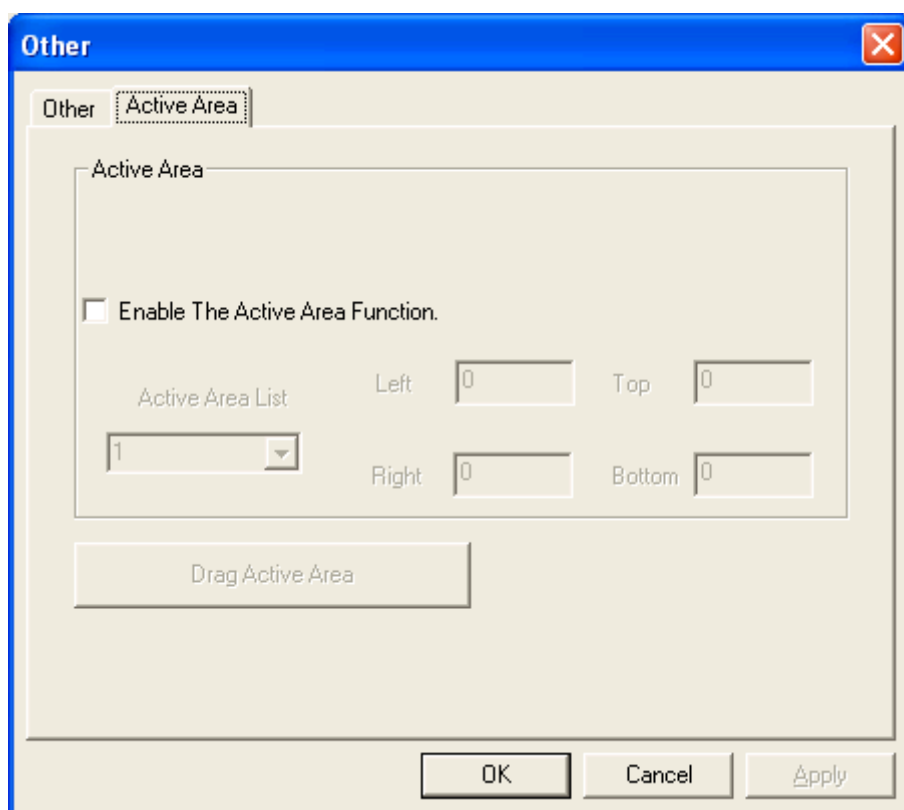 Other
Other Active Area
Active Area
Enable The Active Area Function.
Left 0 Top 0
Active Area List
1
Right 0 Bottom 0
Drag Active Area
OK Cancel Apply